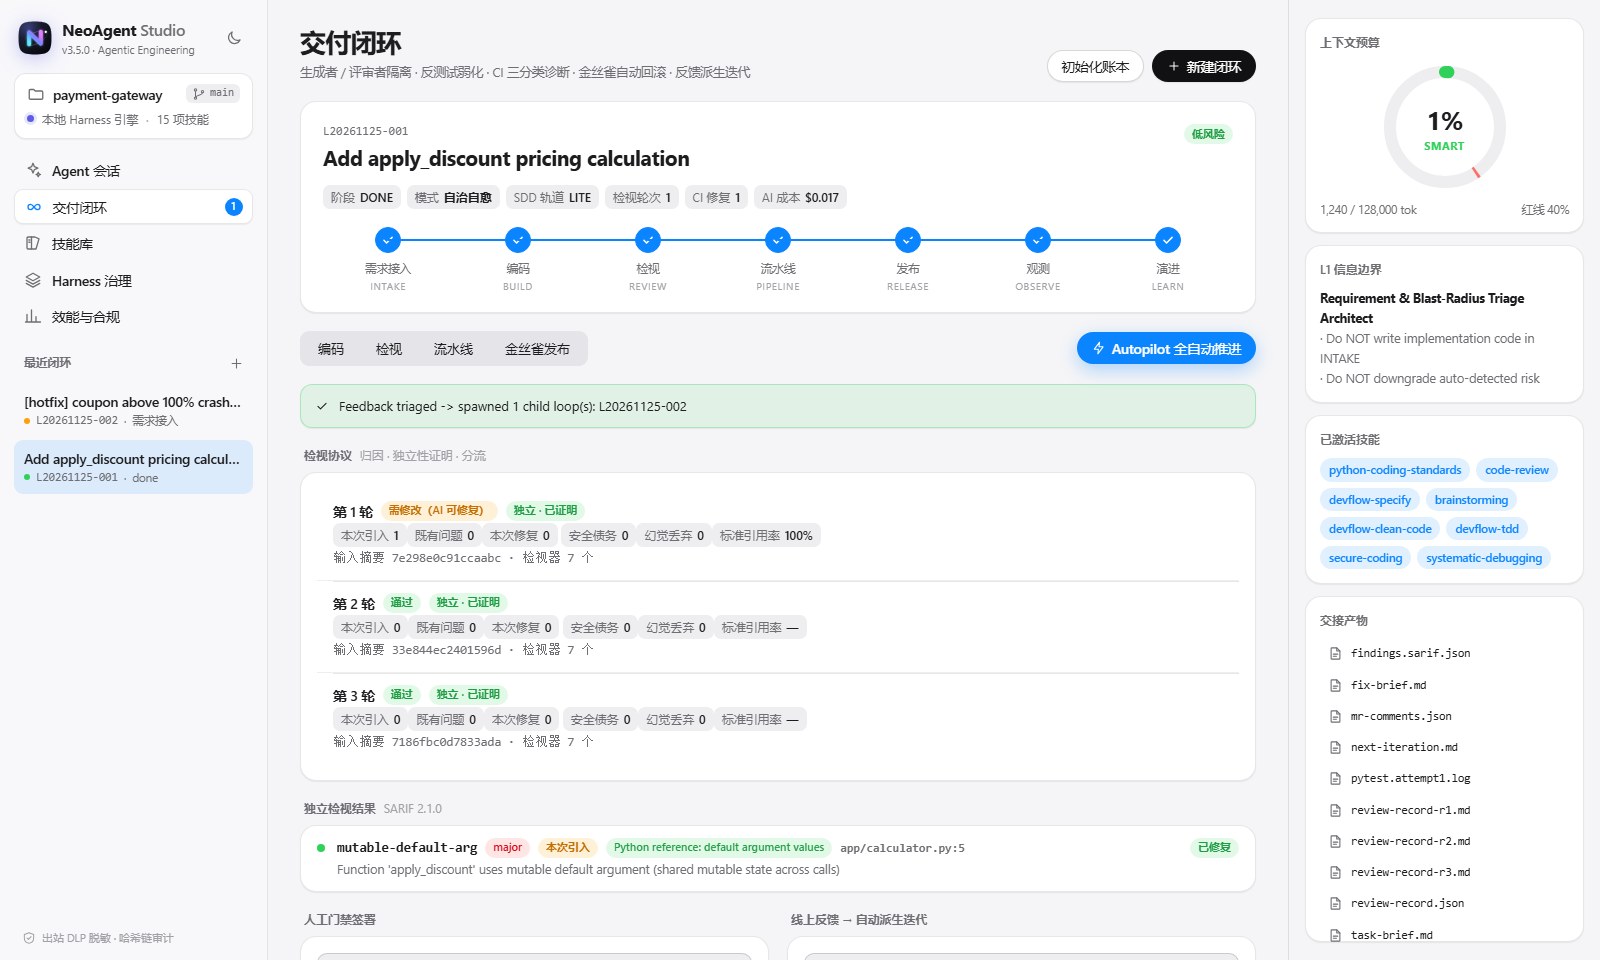 NeoAgent Studio
v3.5.0 · Agentic Engineering
payment-gateway
main
本地 Harness 引擎 · 15 项技能
Agent 会话
交付闭环
1
技能库
Harness 治理
效能与合规
最近闭环
[hotfix] coupon above 100% crash...
L20261125-002 · 需求接入
Add apply_discount pricing calcul...
L20261125-001 · done
出站 DLP 脱敏 · 哈希链审计
交付闭环
生成者 / 评审者隔离 · 反测试弱化 · CI 三分类诊断 · 金丝雀自动回滚 · 反馈派生迭代
初始化账本
新建闭环
L20261125-001
低风险
Add apply_discount pricing calculation
阶段 DONE
模式 自治自愈
SDD 轨道 LITE
检视轮次 1
CI 修复 1
AI 成本 $0.017
需求接入
编码
检视
流水线
发布
观测
演进
INTAKE
BUILD
REVIEW
PIPELINE
RELEASE
OBSERVE
LEARN
编码
检视
流水线
金丝雀发布
Autopilot 全自动推进
Feedback triaged -> spawned 1 child loop(s): L20261125-002
检视协议 归因 · 独立性证明 · 分流
第 1 轮 需修改（AI 可修复） 独立 · 已证明
本次引入 1 既有问题 0 本次修复 0 安全债务 0 幻觉丢弃 0 标准引用率 100%
输入摘要 7e298e0c91ccaabc · 检视器 7 个
第 2 轮 通过 独立 · 已证明
本次引入 0 既有问题 0 本次修复 0 安全债务 0 幻觉丢弃 0 标准引用率 —
输入摘要 33e844ec2401596d · 检视器 7 个
第 3 轮 通过 独立 · 已证明
本次引入 0 既有问题 0 本次修复 0 安全债务 0 幻觉丢弃 0 标准引用率 —
输入摘要 7186fbc0d7833ada · 检视器 7 个
独立检视结果 SARIF 2.1.0
mutable-default-arg major 本次引入 Python reference: default argument values app/calculator.py:5 已修复
Function 'apply_discount' uses mutable default argument (shared mutable state across calls)
人工门禁签署
线上反馈 → 自动派生迭代
上下文预算
1%
SMART
1,240 / 128,000 tok
红线 40%
L1 信息边界
Requirement & Blast-Radius Triage
Architect
· Do NOT write implementation code in
INTAKE
· Do NOT downgrade auto-detected risk
已激活技能
python-coding-standards code-review
devflow-specify brainstorming
devflow-clean-code devflow-tdd
secure-coding systematic-debugging
交接产物
findings.sarif.json
fix-brief.md
mr-comments.json
next-iteration.md
pytest.attempt1.log
review-record-r1.md
review-record-r2.md
review-record-r3.md
review-record.json
task-brief.md